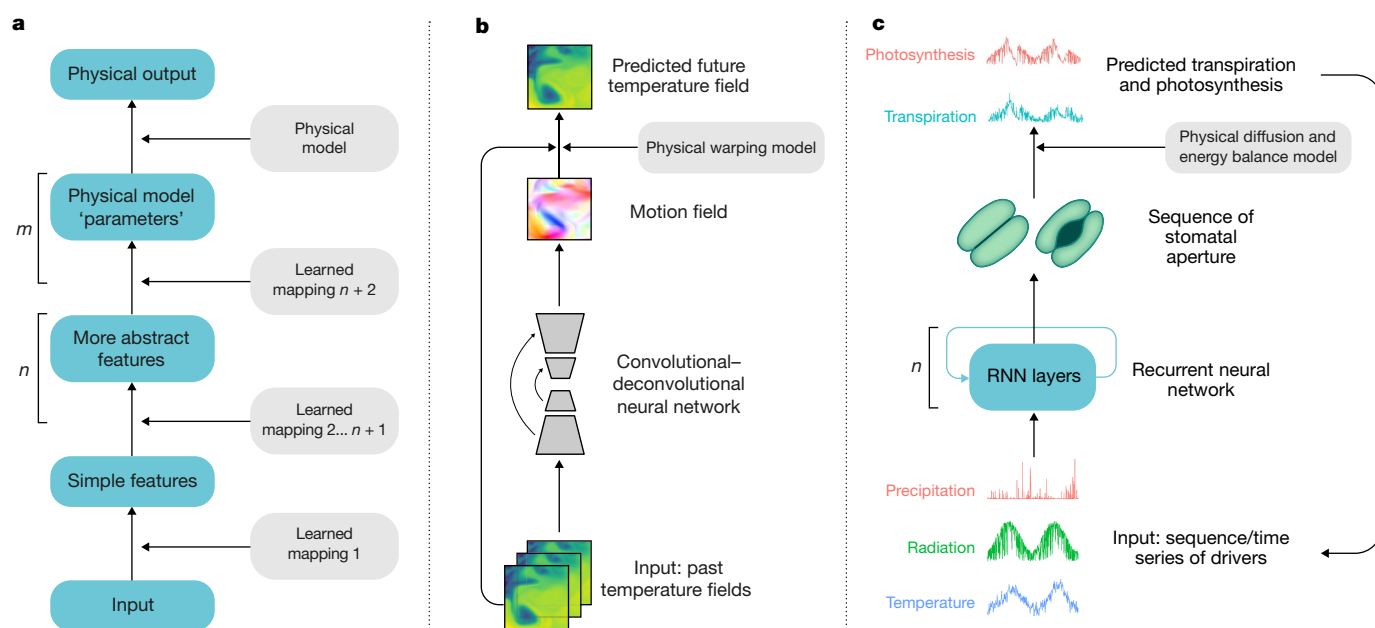 a
Physical output
Physical
model
Physical model
‘parameters’
m
Learned
mapping n + 2
More abstract
features
n
Learned
mapping 2... n + 1
Simple features
Learned
mapping 1
Input
b
Predicted future
temperature field
Physical warping model
Motion field
Convolutional–
deconvolutional
neural network
Input: past
temperature fields
c
Photosynthesis
Predicted transpiration
and photosynthesis
Transpiration
Physical diffusion and
energy balance model
Sequence of
stomatal
aperture
n
RNN layers
Recurrent neural
network
Precipitation
Radiation
Input: sequence/time
series of drivers
Temperature